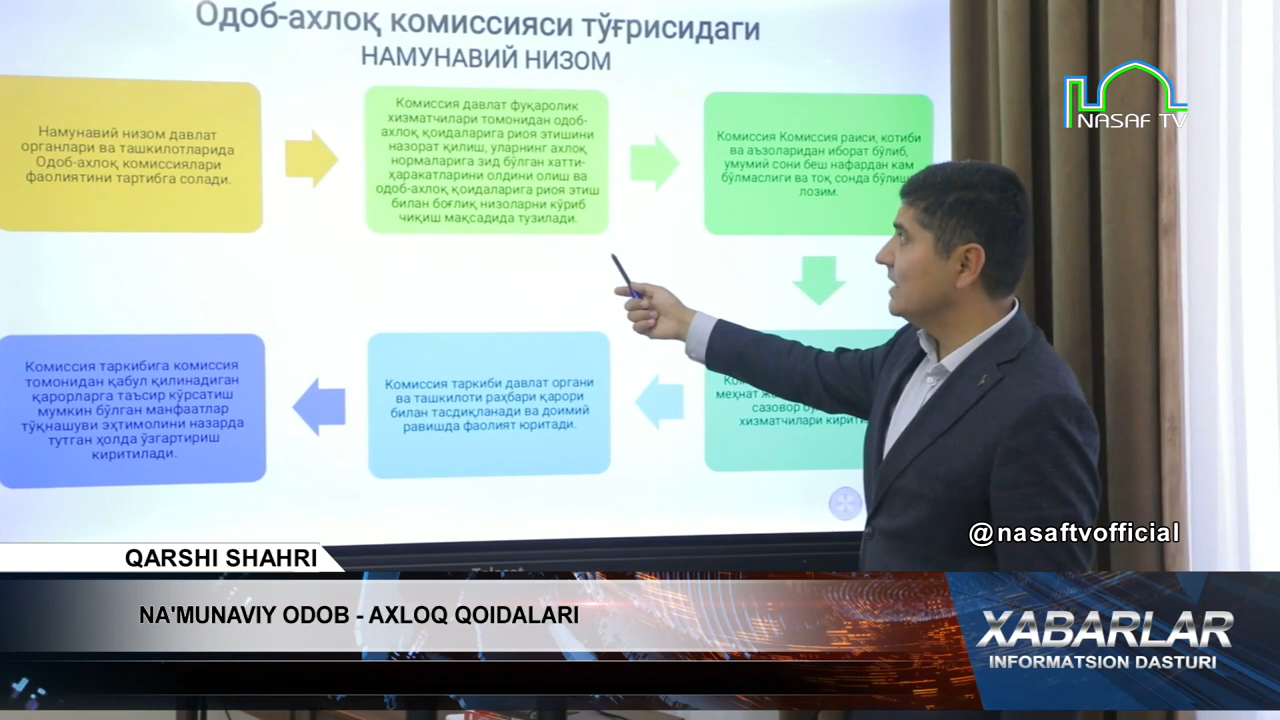 Одоб-ахлоқ комиссияси тўғрисидаги
НАМУНАВИЙ НИЗОМ
Намунавий низом давлат
органлари ва ташкилотларида
Одоб-ахлоқ комиссиялари
фаолиятини тартибга солади.
Комиссия давлат фуқаролик
хизматчилари томонидан одоб-
ахлоқ қоидаларига риоя этишини
назорат қилиш, уларнинг ахлоқ
нормаларига зид бўлган хатти-
ҳаракатларини олдини олиш ва
одоб-ахлоқ қоидаларига риоя этиш
билан боғлиқ низоларни кўриб
чиқиш мақсадида тузилади.
Комиссия Комиссия раиси, котиби
ва аъзоларидан иборат бўлиб,
умумий сони беш нафардан кам
бўлмаслиги ва тоқ сонда бўлиши
лозим.
NASAF TV
меҳнат
сазовор
хизматчилари
Комиссия таркиби давлат органи
ва ташкилоти раҳбари қарори
билан тасдиқланади ва доимий
равишда фаолият юритади.
Комиссия таркибига комиссия
томонидан қабул қилинадиган
қарорларга таъсир кўрсатиш
мумкин бўлган манфаатлар
тўқнашуви эҳтимолини назарда
тутган ҳолда ўзгартириш
киритилади.
@nasaftvofficial
QARSHI SHAHRI
NA'MUNAVIY ODOB - AXLOQ QOIDALARI
XABARLAR
INFORMATSION DASTURI